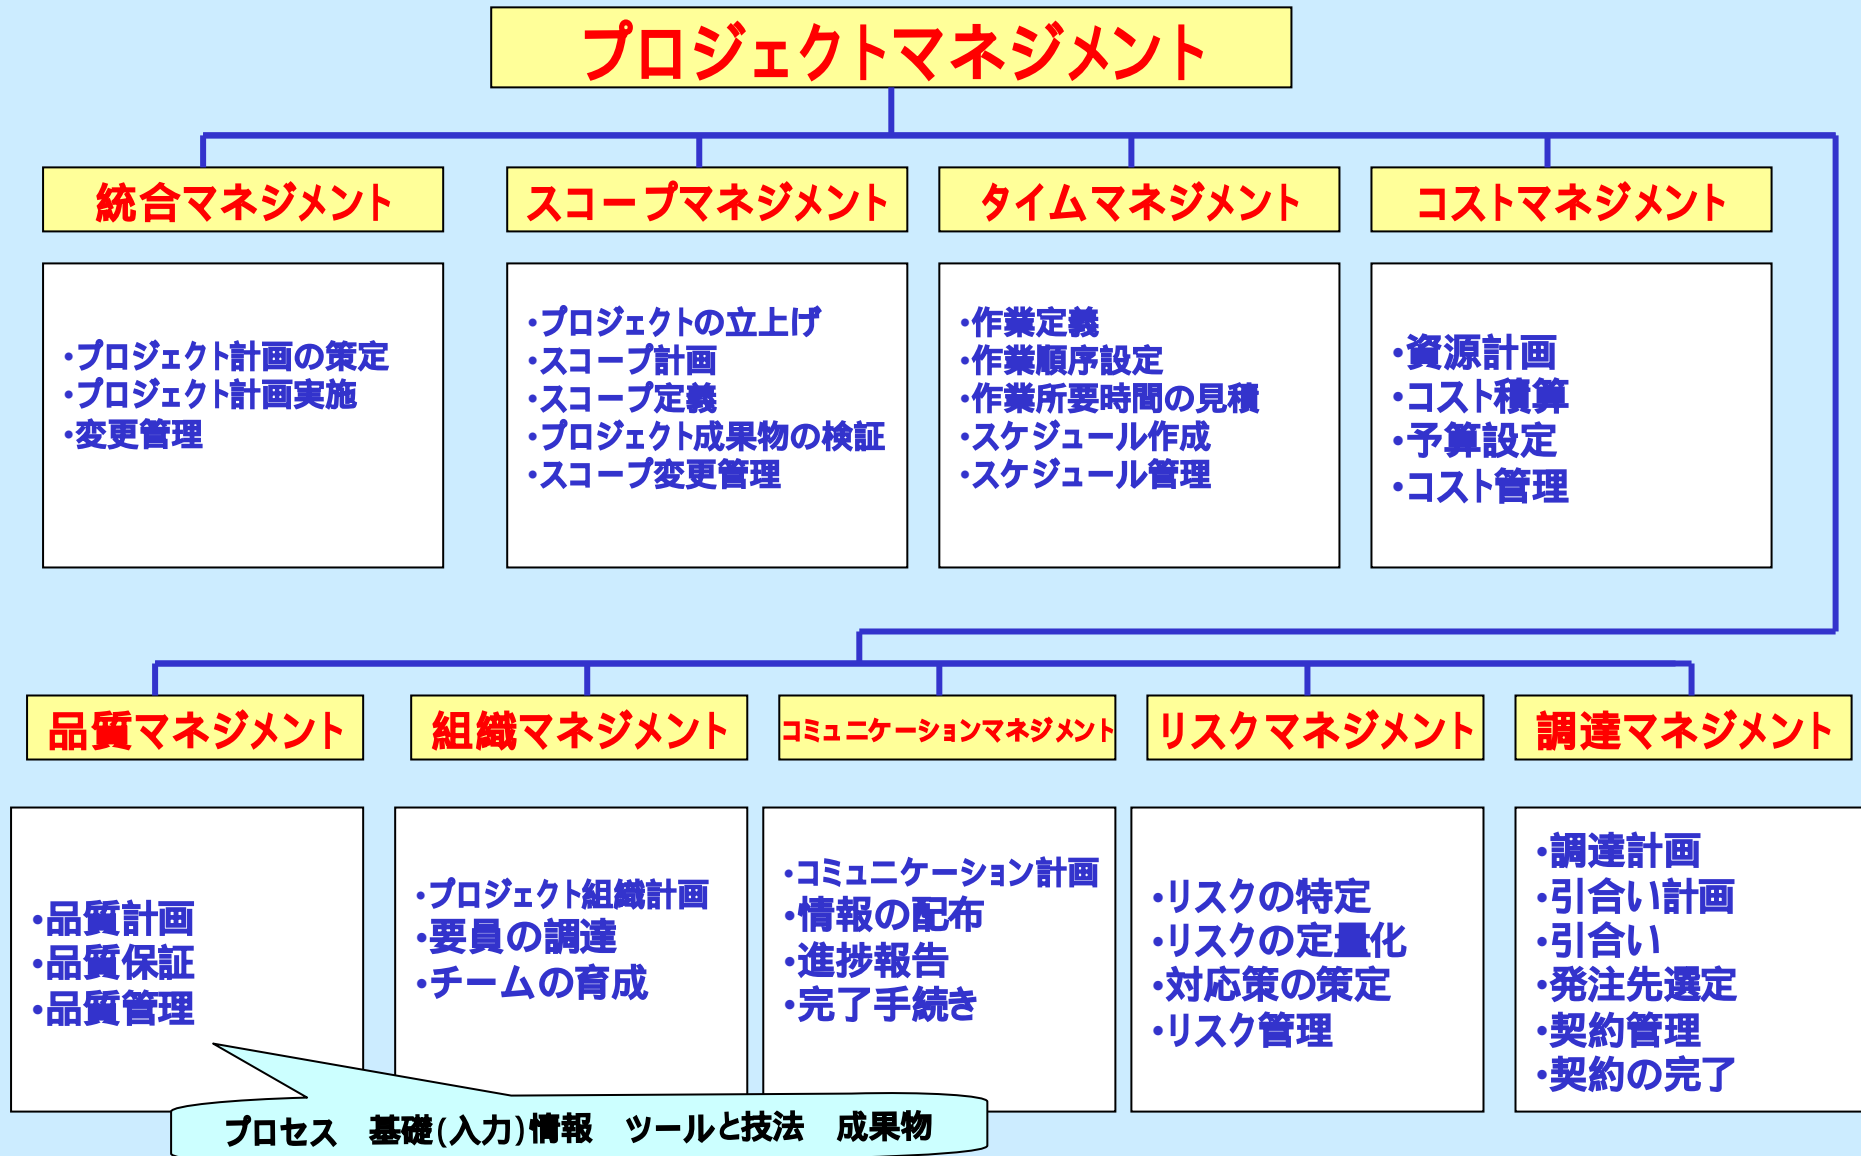 プロジェクトマネジメント
統合マネジメント
・プロジェクト計画の策定
・プロジェクト計画実施
・変更管理
スコープマネジメント
・プロジェクトの立上げ
・スコープ計画
・スコープ定義
・プロジェクト成果物の検証
・スコープ変更管理
タイムマネジメント
・作業定義
・作業順序設定
・作業所要時間の見積
・スケジュール作成
・スケジュール管理
コストマネジメント
・資源計画
・コスト積算
・予算設定
・コスト管理
品質マネジメント
・品質計画
・品質保証
・品質管理
組織マネジメント
・プロジェクト組織計画
・要員の調達
・チームの育成
コミュニケーションマネジメント
・コミュニケーション計画
・情報の配布
・進捗報告
・完了手続き
リスクマネジメント
・リスクの特定
・リスクの定量化
・対応策の策定
・リスク管理
調達マネジメント
・調達計画
・引合い計画
・引合い
・発注先選定
・契約管理
・契約の完了
プロセス　基礎(入力)情報　ツールと技法　成果物